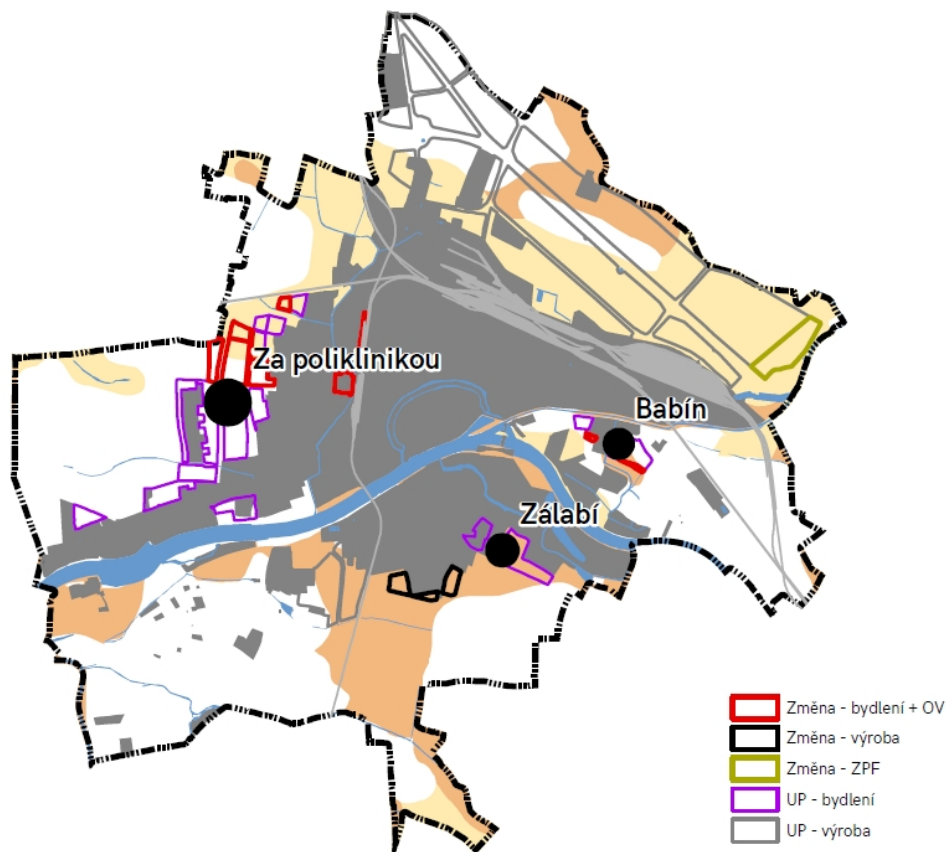 Za poliklinikou
Babín
Zálabí
Změna - bydlení + OV
Změna - výroba
Změna - ZPF
UP - bydlení
UP - výroba